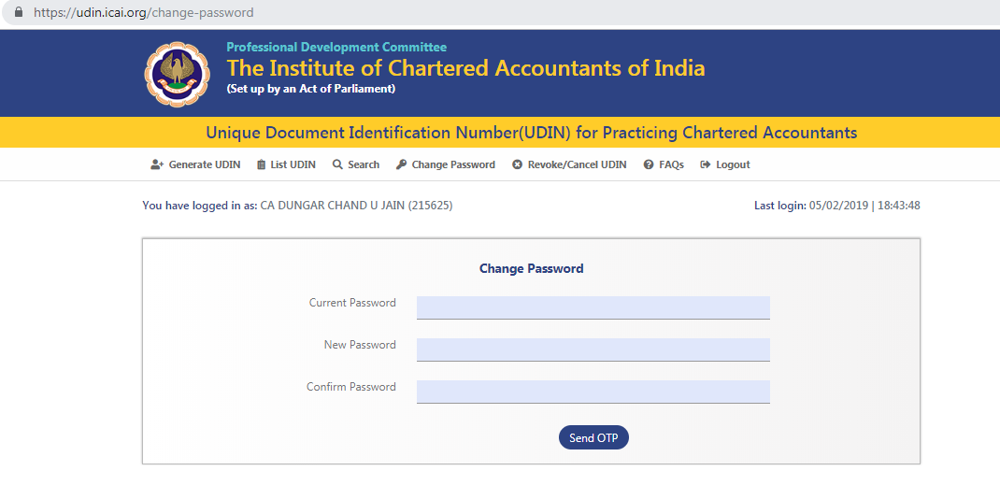 https://udin.icai.org/change-password
Professional Development Committee
The Institute of Chartered Accountants of India
(Set up by an Act of Parliament)
Unique Document Identification Number(UDIN) for Practicing Chartered Accountants
Generate UDIN List UDIN Search Change Password Revoke/Cancel UDIN FAQs Logout
You have logged in as: CA DUNGAR CHAND U JAIN (215625) Last login: 05/02/2019 | 18:43:48
Change Password
Current Password
New Password
Confirm Password
Send OTP